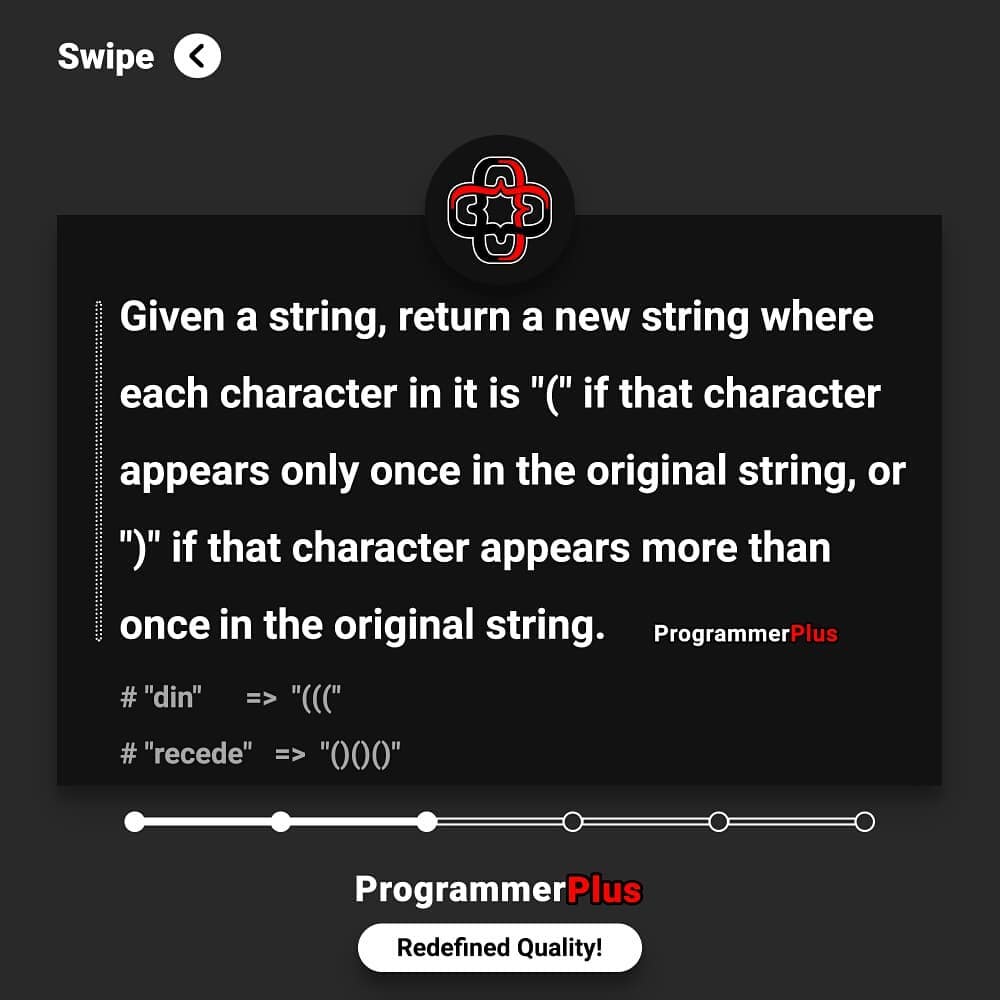 Swipe
Given a string, return a new string where
each character in it is "(" if that character
appears only once in the original string, or
")" if that character appears more than
once in the original string.
ProgrammerPlus
# "din" => "((("
# "recede" => "()()()"
ProgrammerPlus
Redefined Quality!